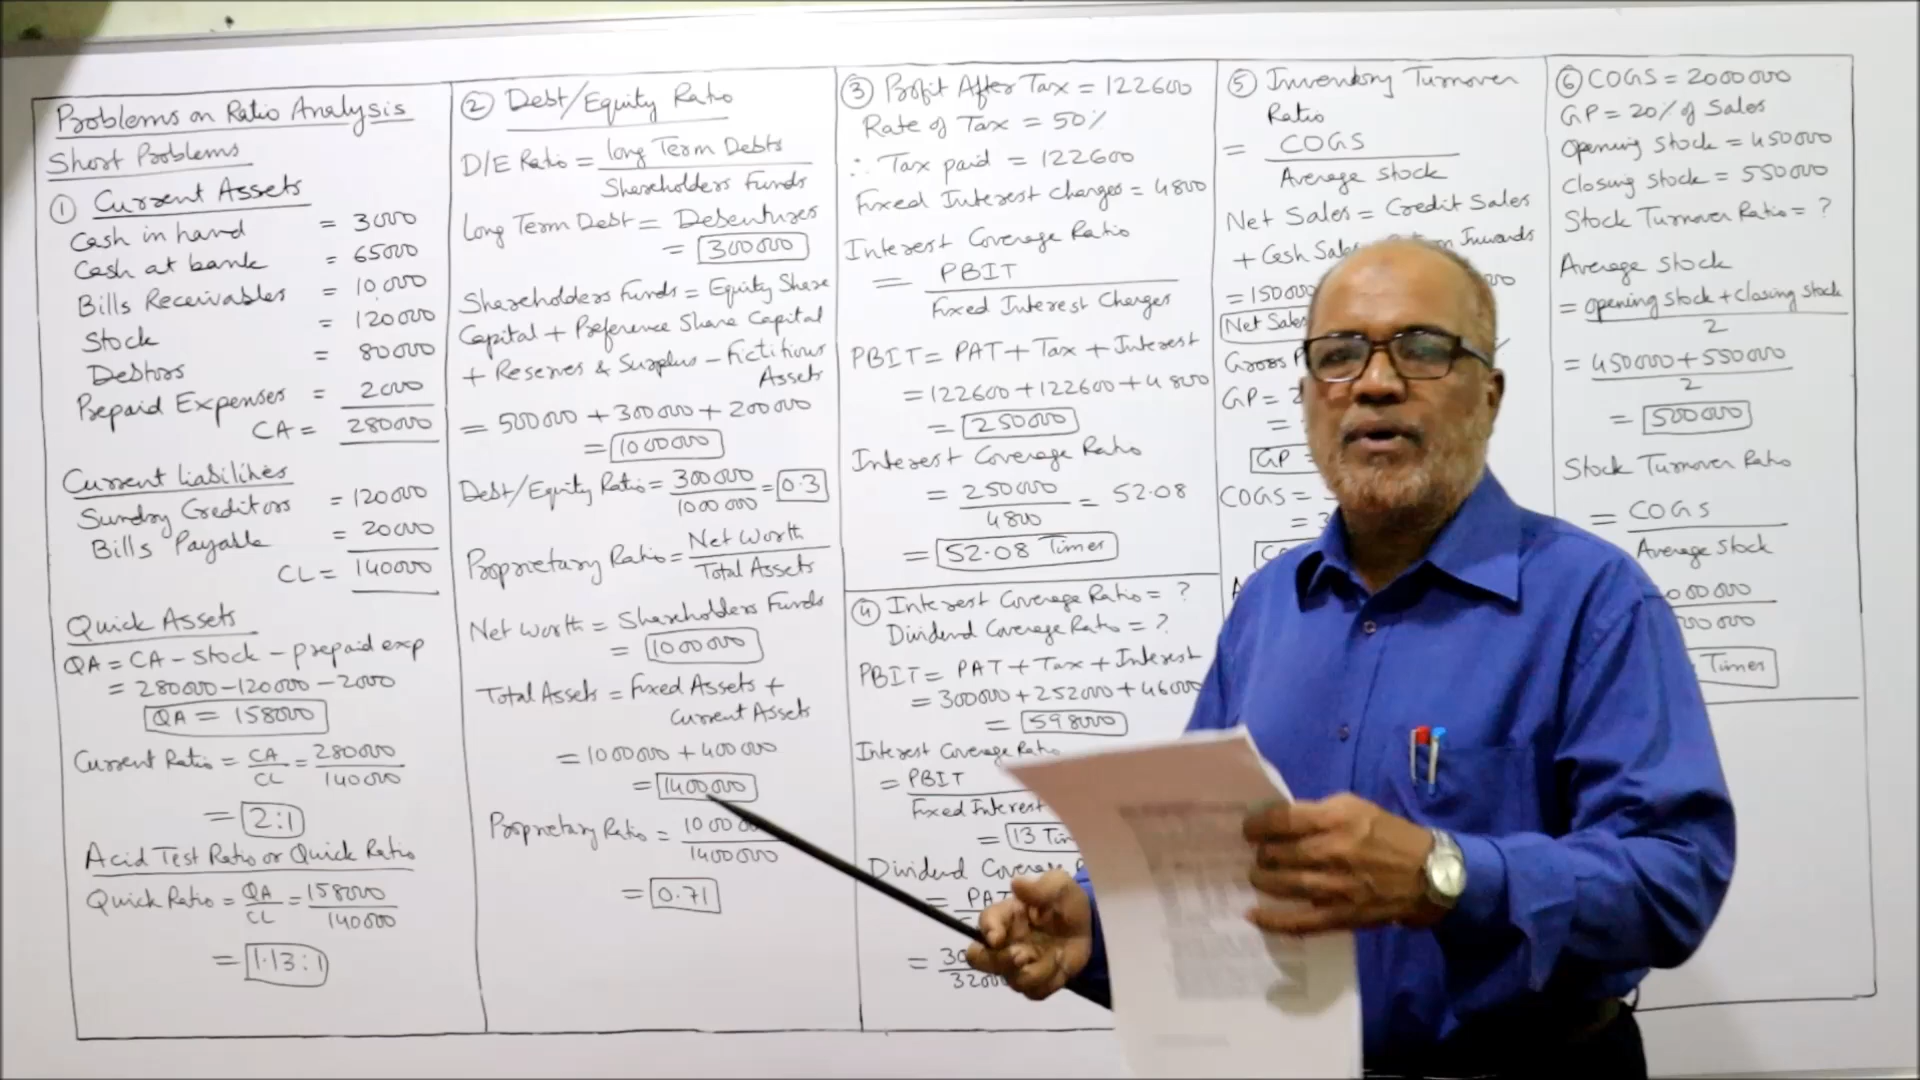 Problems on Ratio Analysis
Short Problems
① Current Assets
Cash in hand = 3000
Cash at bank = 65000
Bills Receivables = 10,000
Stock = 120000
Debtors = 80000
Prepaid Expenses = 2000
CA = 280000
Current liabilities
Sundry Creditors = 120000
Bills Payable = 20000
CL = 140000
Quick Assets
QA = CA - Stock - prepaid exp
= 280000 - 120000 - 2000
QA = 158000
Current Ratio = CA/CL = 280000/140000
= 2:1
Acid Test Ratio or Quick Ratio
Quick Ratio = QA/CL = 158000/140000
= 1.13:1
② Debt/Equity Ratio
D/E Ratio = long Term Debts/Shareholders Funds
long Term Debt = Debentures
= 300000
Shareholders Funds = Equity Share
Capital + Preference Share Capital
+ Reserves & Surplus - Fictitious
Assets
= 500000 + 300000 + 200000
= 1000000
Debt/Equity Ratio = 300000/1000000 = 0.3
Proprietary Ratio = Net Worth/Total Assets
Net Worth = Shareholders Funds
= 1000000
Total Assets = Fixed Assets +
Current Assets
= 1000000 + 400000
= 1400000
Proprietary Ratio = 10000/1400000
= 0.71
③ Profit After Tax = 122600
Rate of Tax = 50%
∴ Tax paid = 122600
Fixed Interest charges = 4800
Interest Coverage Ratio
= PBIT/Fixed Interest Charges
PBIT = PAT + Tax + Interest
= 122600 + 122600 + 4800
= 250000
Interest Coverage Ratio
= 250000/4800 = 52.08
= 52.08 Times
④ Interest Coverage Ratio = ?
Dividend Coverage Ratio = ?
PBIT = PAT + Tax + Interest
= 300000 + 252000 + 46000
= 598000
Interest Coverage Ratio
= PBIT/Fixed Interest
= 13
Dividend Coverage
= PAT
= 30/3200
⑤ Inventory Turnover
Ratio
= COGS/Average Stock
Net Sales = Credit Sales
+ Cash Inwards
= 150000
Net Sales
Gross
GP =
=
GP =
COGS =
=
⑥ COGS = 2000000
GP = 20% of Sales
Opening Stock = 450000
Closing Stock = 550000
Stock Turnover Ratio = ?
Average Stock
= Opening Stock + Closing Stock/2
= 450000 + 550000/2
= 500000
Stock Turnover Ratio
= COGS/Average Stock
Times